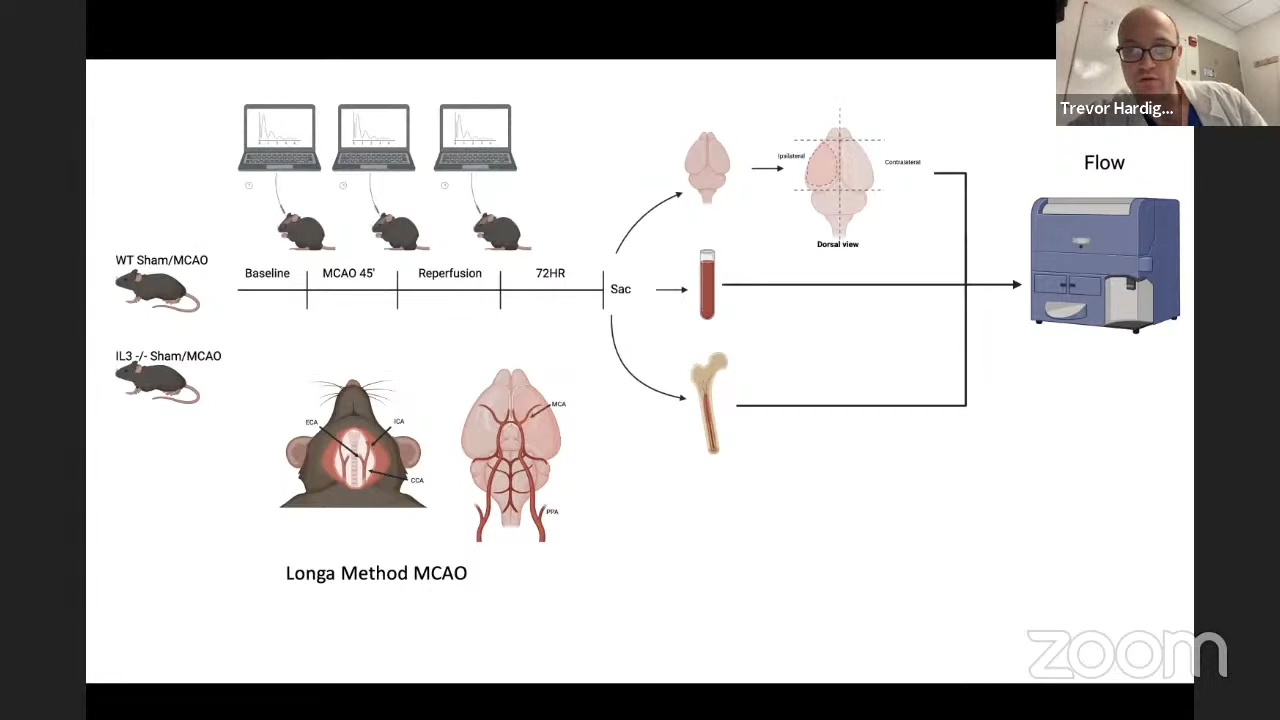 Trevor Hardig...
Flow
Ipsilateral
Contralateral
Dorsal view
WT Sham/MCAO
Baseline
MCAO 45'
Reperfusion
72HR
Sac
IL3 -/- Sham/MCAO
ECA
ICA
CCA
MCA
PPA
Longa Method MCAO
zoom